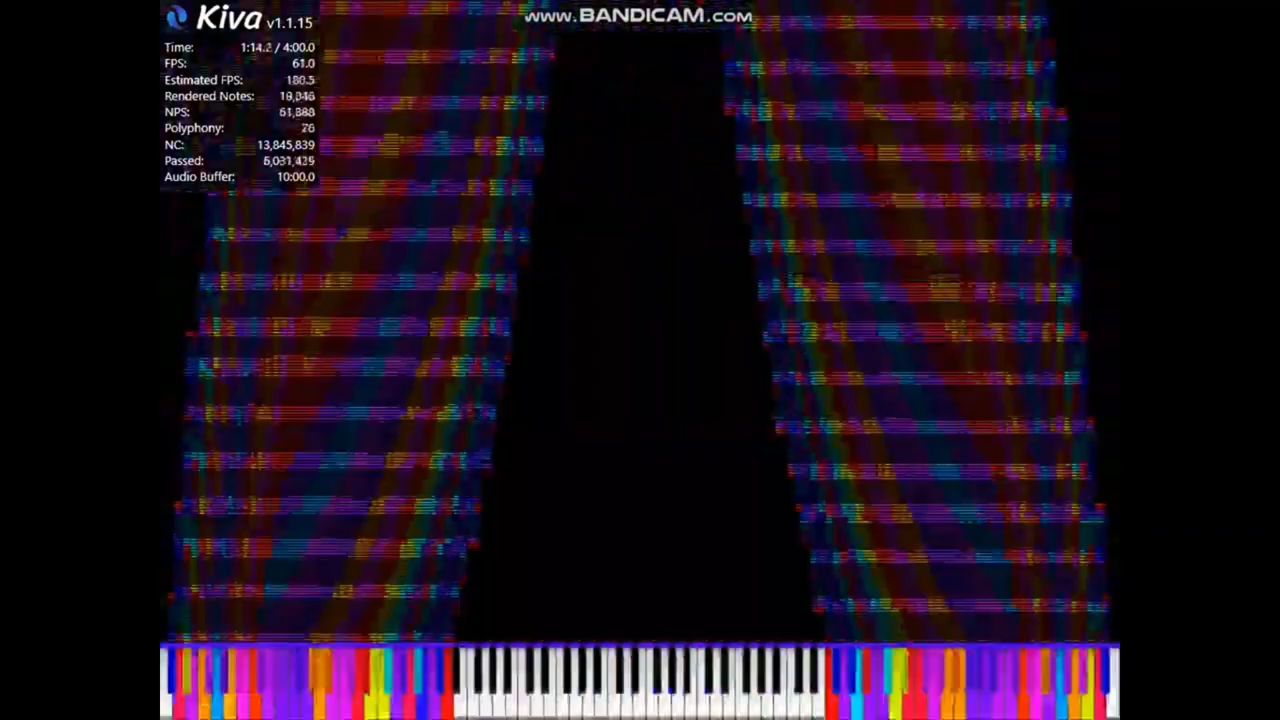 Kiva v1.1.15
www.BANDICAM.com
Time: 1:14.2 / 4:00.0
FPS: 61.0
Estimated FPS: 180.5
Rendered Notes:
NPS: 61,888
Polyphony:
NC: 13,845,839
Passed:
Audio Buffer: 10:00.0